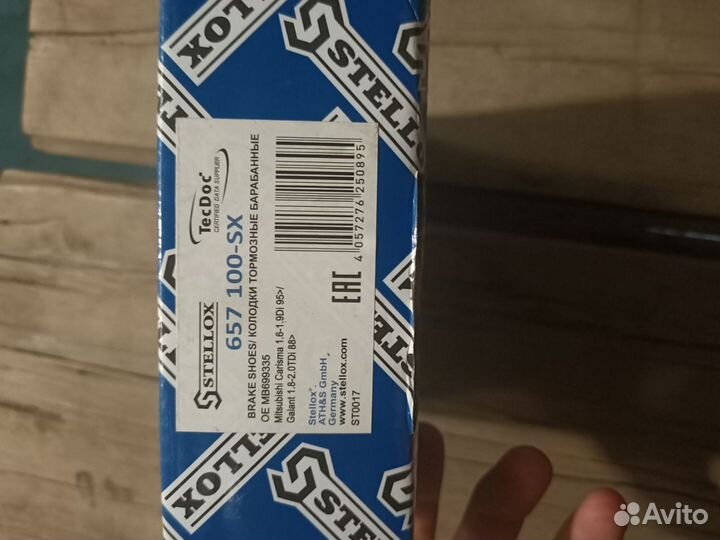 STELLOX
TecDoc
CERTIFIED DATA SUPPLIER
657 100-SX
BRAKE SHOES/ КОЛОДКИ ТОРМОЗНЫЕ БАРАБАННЫЕ
OE MB699335
Mitsubishi Carisma 1.6-1.9Di 95>/
Galant 1.8-2.0TDi 88>
Stellox®,
ATH&S GmbH,
Germany
www.stellox.com
ST0017
EAC
4 057276 250895
STELLOX
STELLOX
STELLOX
Avito